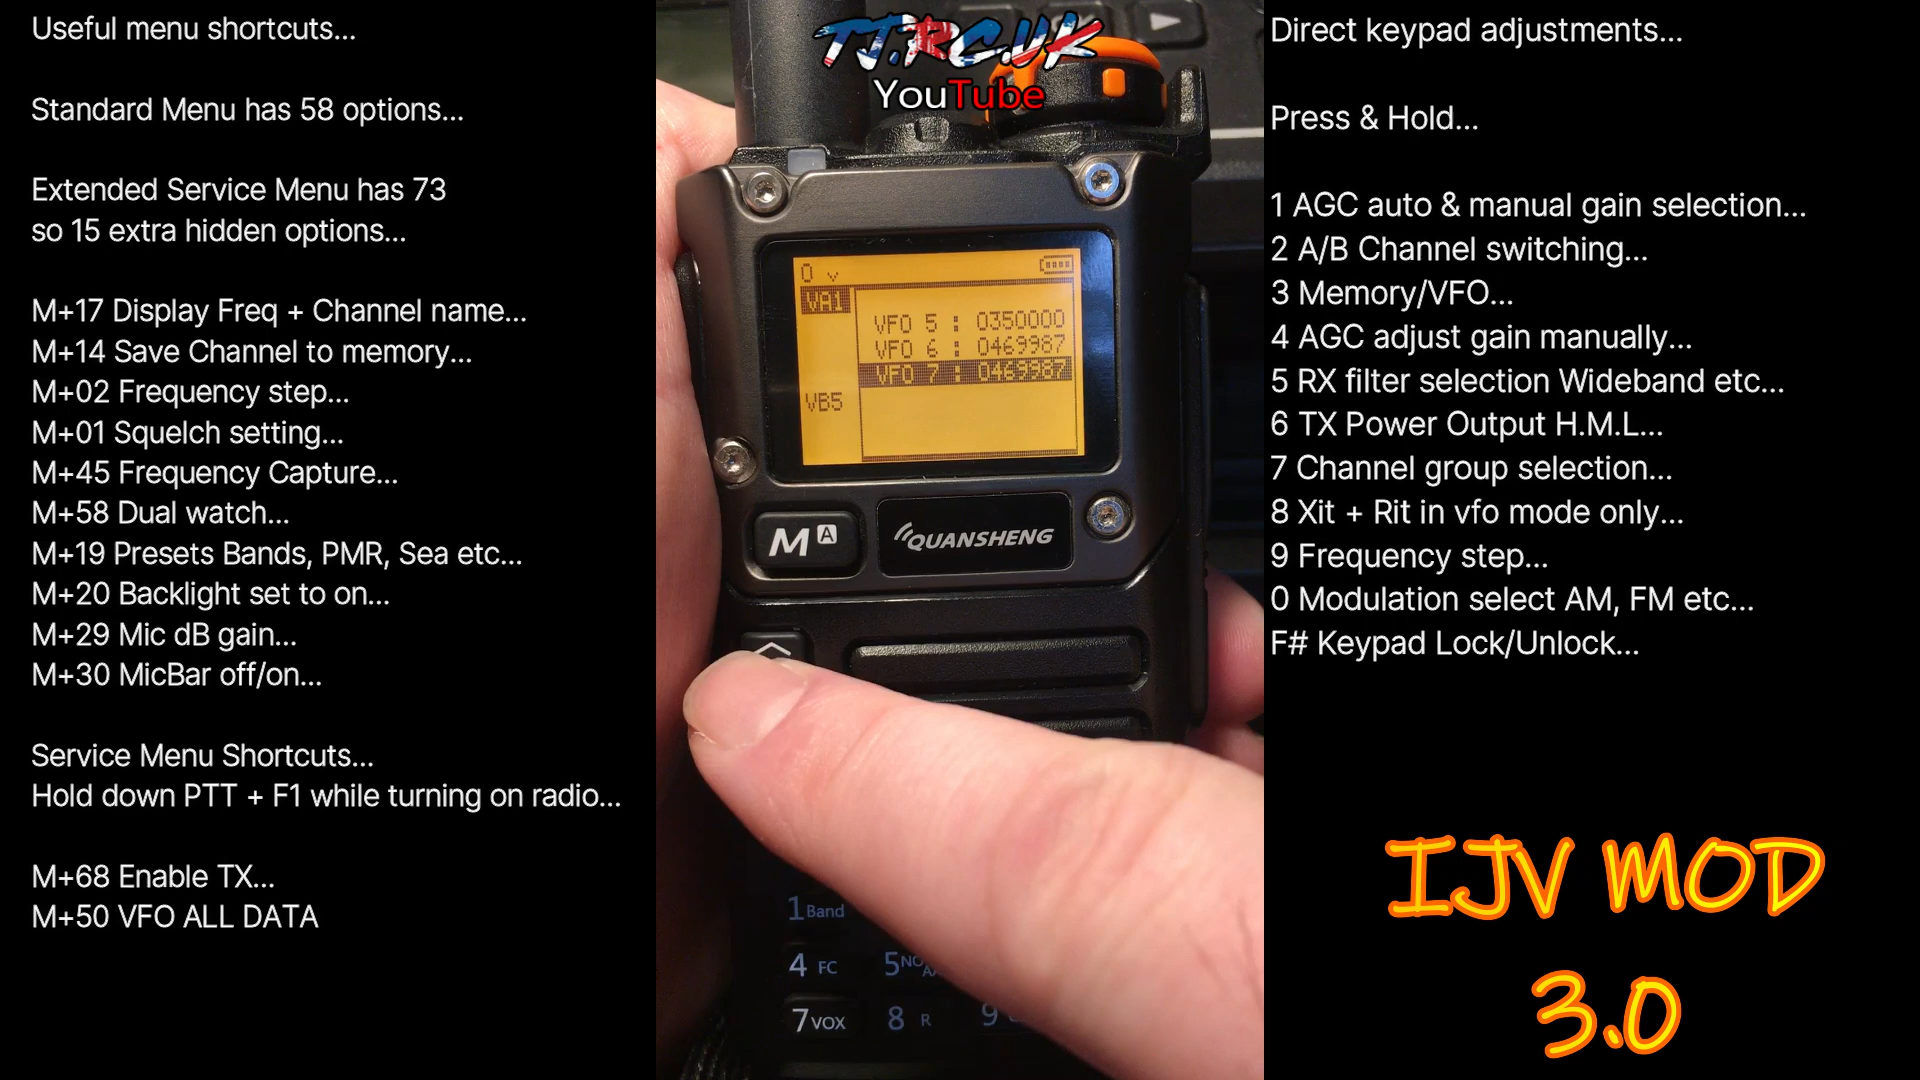 Useful menu shortcuts...
Standard Menu has 58 options...
Extended Service Menu has 73
so 15 extra hidden options...
M+17 Display Freq + Channel name...
M+14 Save Channel to memory...
M+02 Frequency step...
M+01 Squelch setting...
M+45 Frequency Capture...
M+58 Dual watch...
M+19 Presets Bands, PMR, Sea etc...
M+20 Backlight set to on...
M+29 Mic dB gain...
M+30 MicBar off/on...
Service Menu Shortcuts...
Hold down PTT + F1 while turning on radio...
M+68 Enable TX...
M+50 VFO ALL DATA
TJ.RC.UK
YouTube
0
VA1
VFO 5 : 0350000
VFO 6 : 0469987
VFO 7 : 0469987
VB5
M A
QUANSHENG
1 Band
4 FC
5 NO
7 VOX
8 R
9
Direct keypad adjustments...
Press & Hold...
1 AGC auto & manual gain selection...
2 A/B Channel switching...
3 Memory/VFO...
4 AGC adjust gain manually...
5 RX filter selection Wideband etc...
6 TX Power Output H.M.L...
7 Channel group selection...
8 Xit + Rit in vfo mode only...
9 Frequency step...
0 Modulation select AM, FM etc...
F# Keypad Lock/Unlock...
IJV MOD
3.0